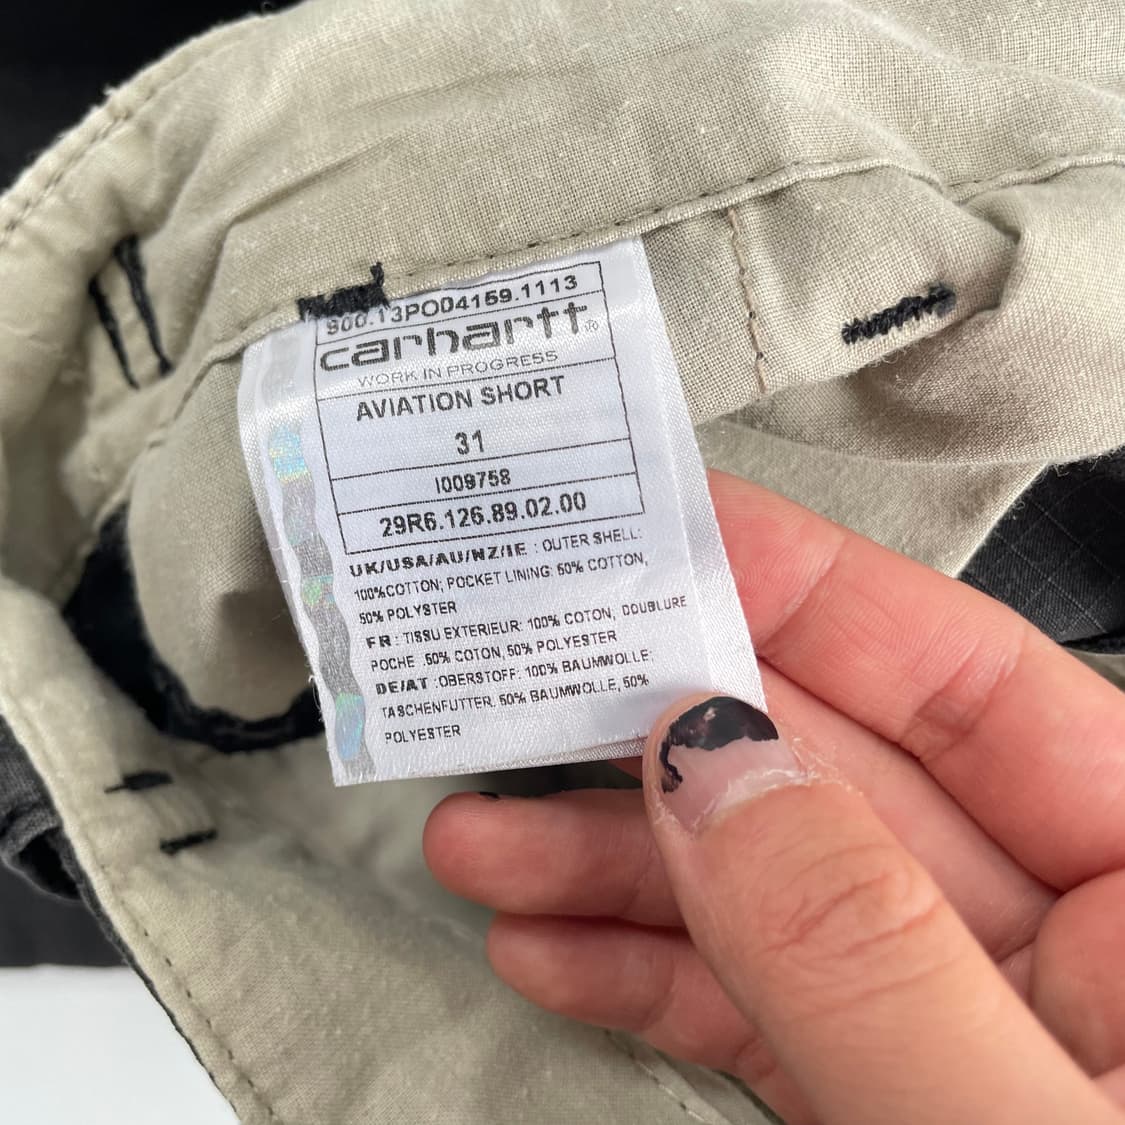 900.13PO04159.1113
carhartt®
WORK IN PROGRESS
AVIATION SHORT
31
I009758
29R6.126.89.02.00
UK/USA/AU/NZ/IE : OUTER SHELL:
100%COTTON; POCKET LINING: 50% COTTON,
50% POLYSTER
FR : TISSU EXTERIEUR: 100% COTON, DOUBLURE
POCHE .50% COTON, 50% POLYESTER
DE/AT :OBERSTOFF: 100% BAUMWOLLE;
TASCHENFUTTER. 50% BAUMWOLLE, 50%
POLYESTER